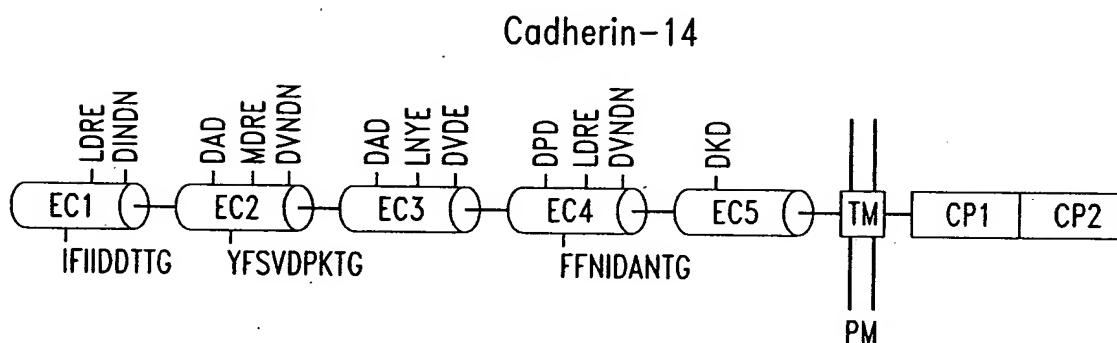 Cadherin-14
LDRE
DINDN
DAD
MDRE
DVNDN
DAD
LNYE
DVDE
DPD
LDRE
DVNDN
DKD
EC1
EC2
EC3
EC4
EC5
TM
CP1
CP2
IFIIDDTTG
YFSVDPKTG
FFNIDANTG
PM